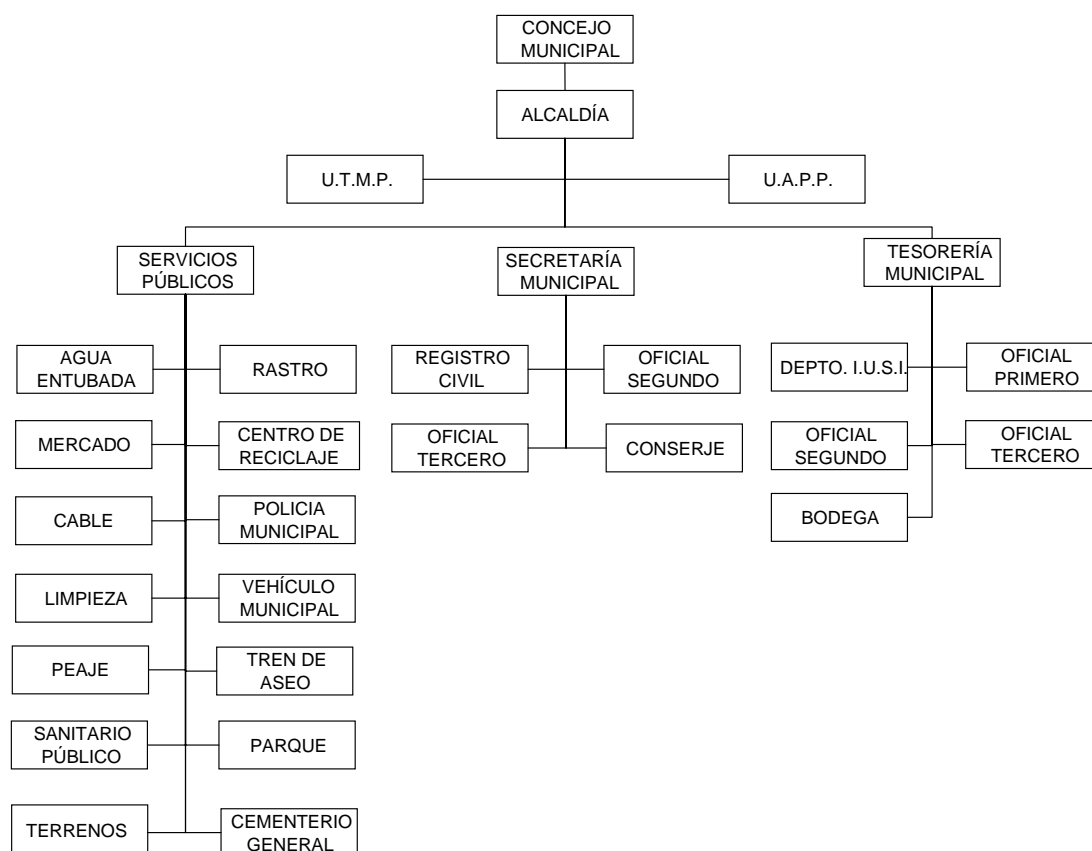 CONCEJO
MUNICIPAL
ALCALDÍA
U.T.M.P.
U.A.P.P.
SERVICIOS
PÚBLICOS
SECRETARÍA
MUNICIPAL
TESORERÍA
MUNICIPAL
AGUA
ENTUBADA
RASTRO
REGISTRO
CIVIL
OFICIAL
SEGUNDO
DEPTO. I.U.S.I.
OFICIAL
PRIMERO
MERCADO
CENTRO DE
RECICLAJE
OFICIAL
TERCERO
CONSERJE
OFICIAL
SEGUNDO
OFICIAL
TERCERO
CABLE
POLICIA
MUNICIPAL
BODEGA
LIMPIEZA
VEHÍCULO
MUNICIPAL
PEAJE
TREN DE
ASEO
SANITARIO
PÚBLICO
PARQUE
TERRENOS
CEMENTERIO
GENERAL